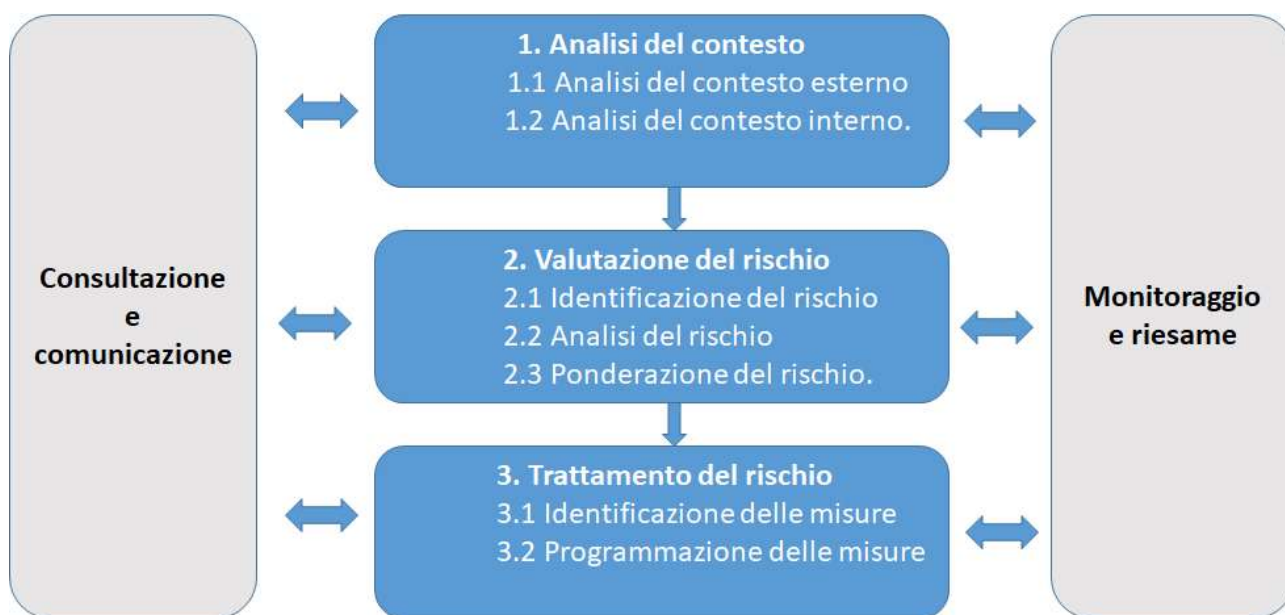 Consultazione
e
comunicazione
1. Analisi del contesto
1.1 Analisi del contesto esterno
1.2 Analisi del contesto interno.
2. Valutazione del rischio
2.1 Identificazione del rischio
2.2 Analisi del rischio
2.3 Ponderazione del rischio.
3. Trattamento del rischio
3.1 Identificazione delle misure
3.2 Programmazione delle misure
Monitoraggio
e riesame